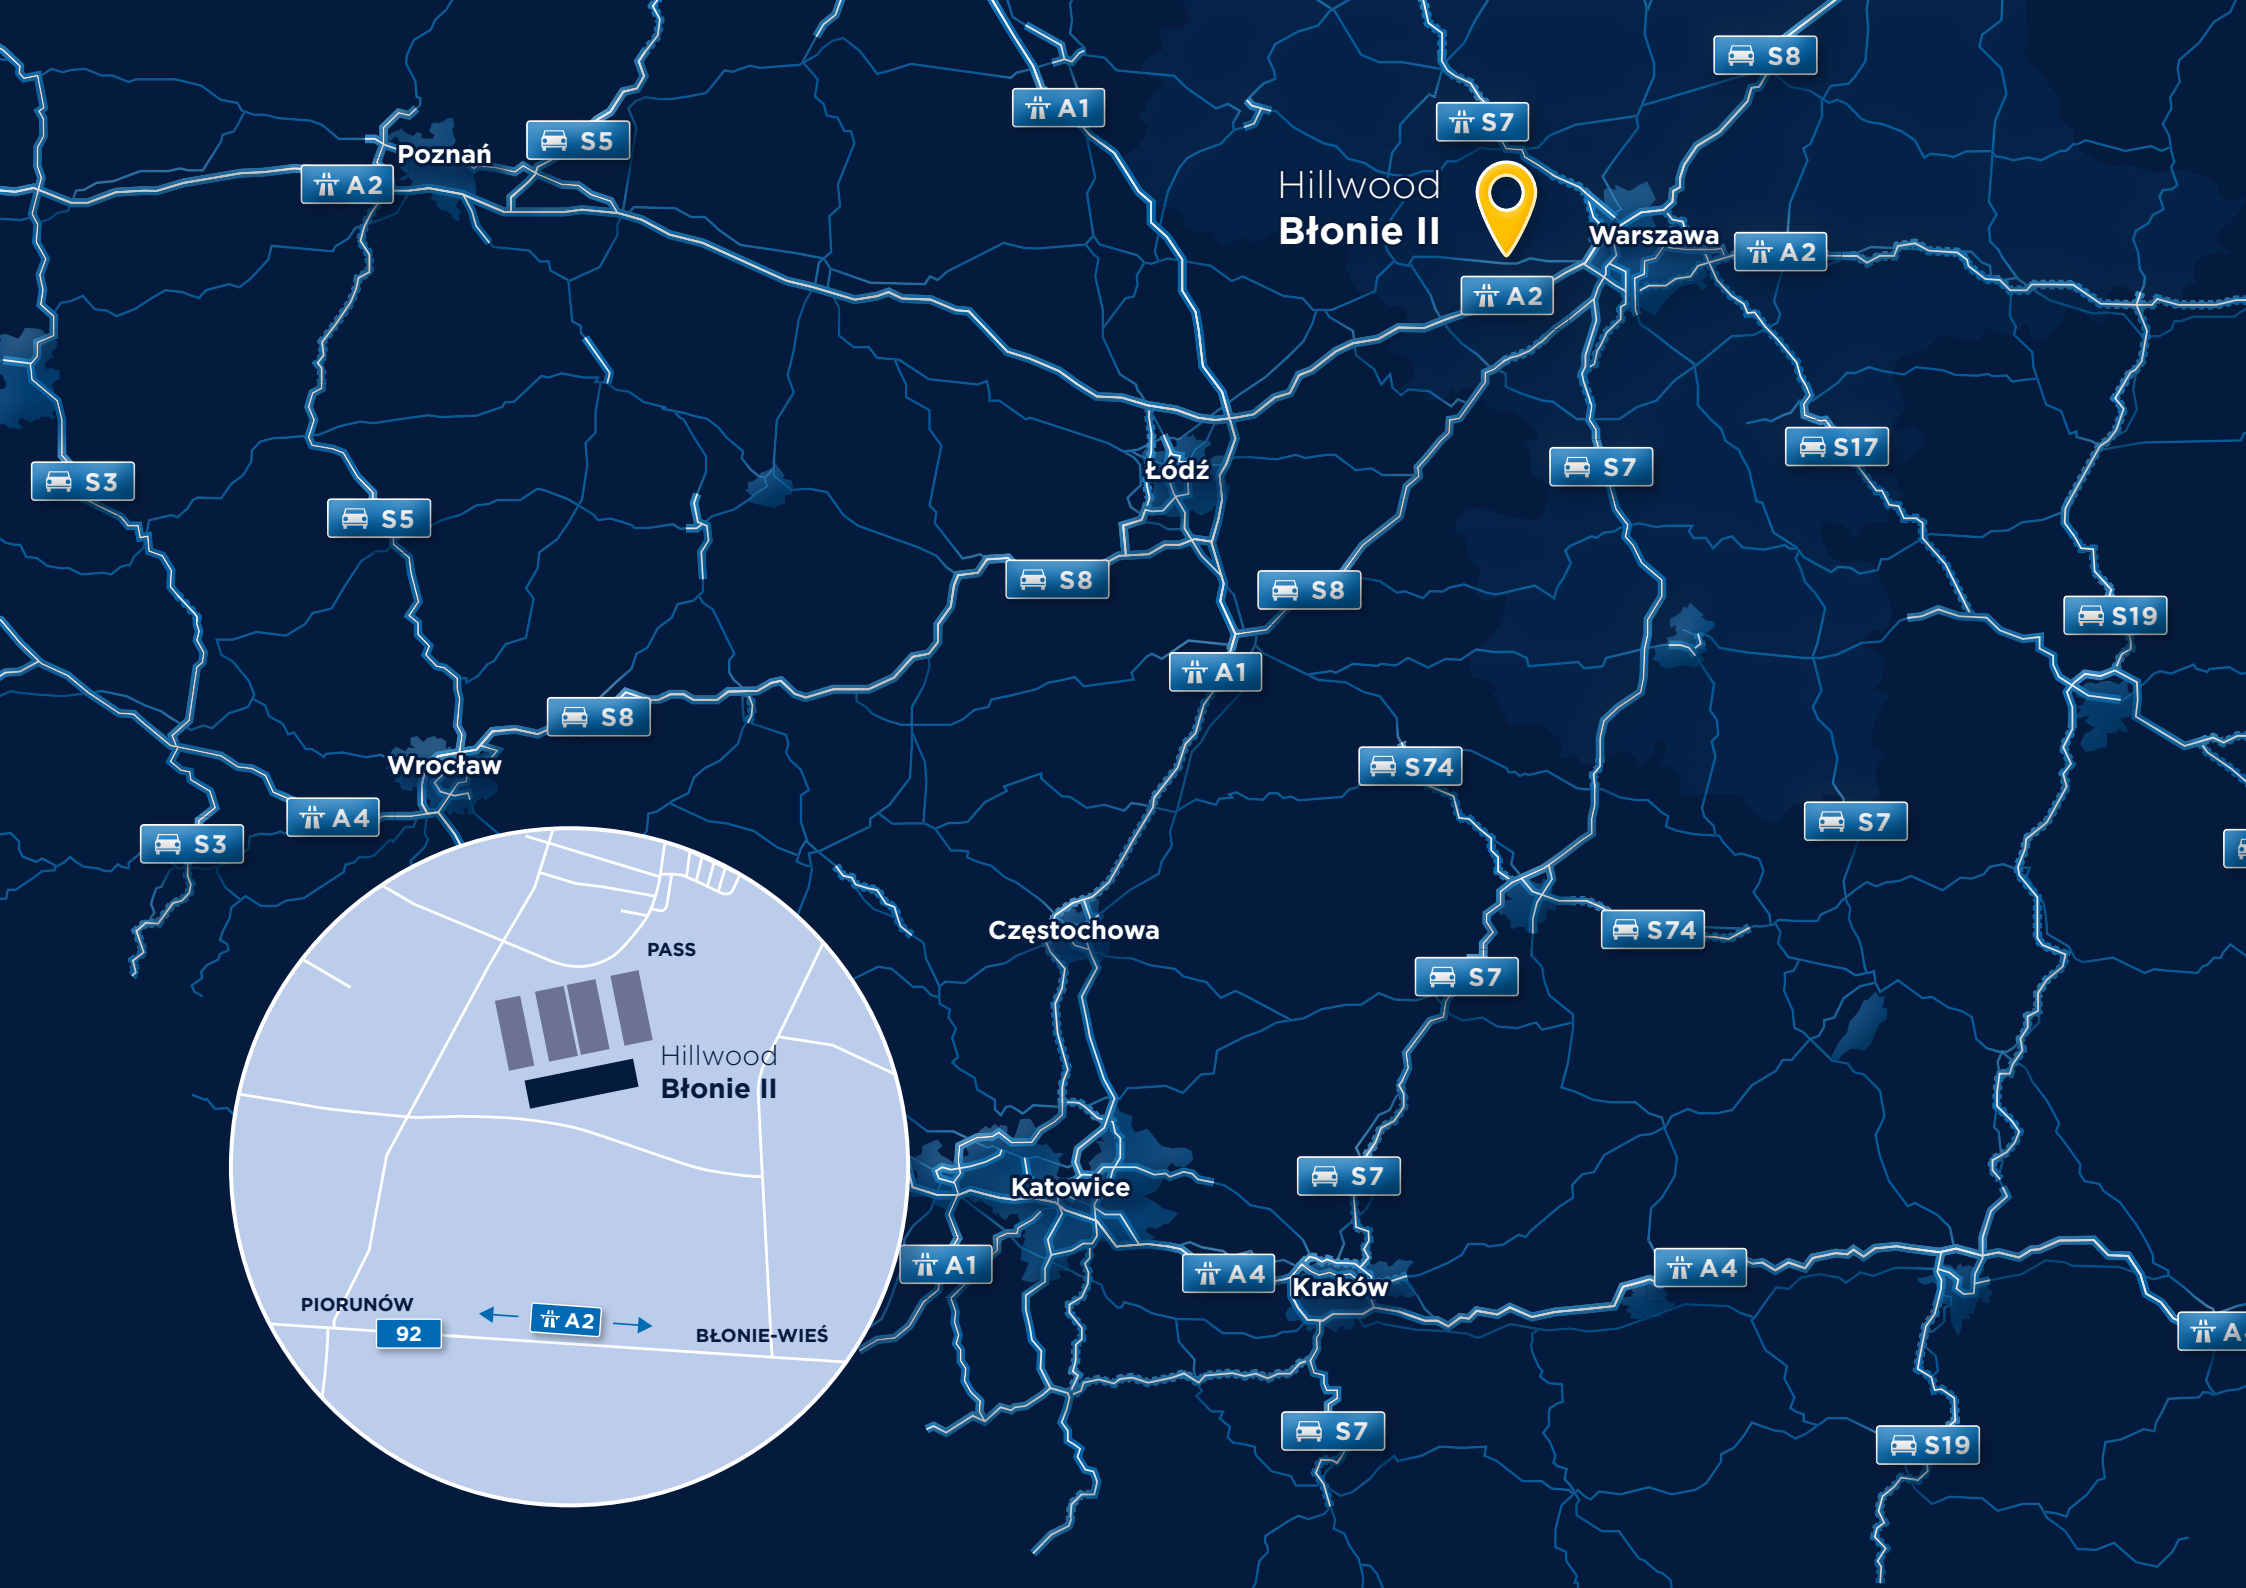 S8
A1
S7
S5
Poznań
A2
Hillwood
Błonie II
Warszawa
A2
A2
S17
S7
Łódź
S3
S5
S8
S8
S19
A1
S8
Wrocław
S74
A4
S7
S3
Częstochowa
S74
PASS
S7
Hillwood
Błonie II
S7
Katowice
A1
A4
Kraków
A4
PIORUNÓW
92
A2
BŁONIE-WIEŚ
A
S7
S19